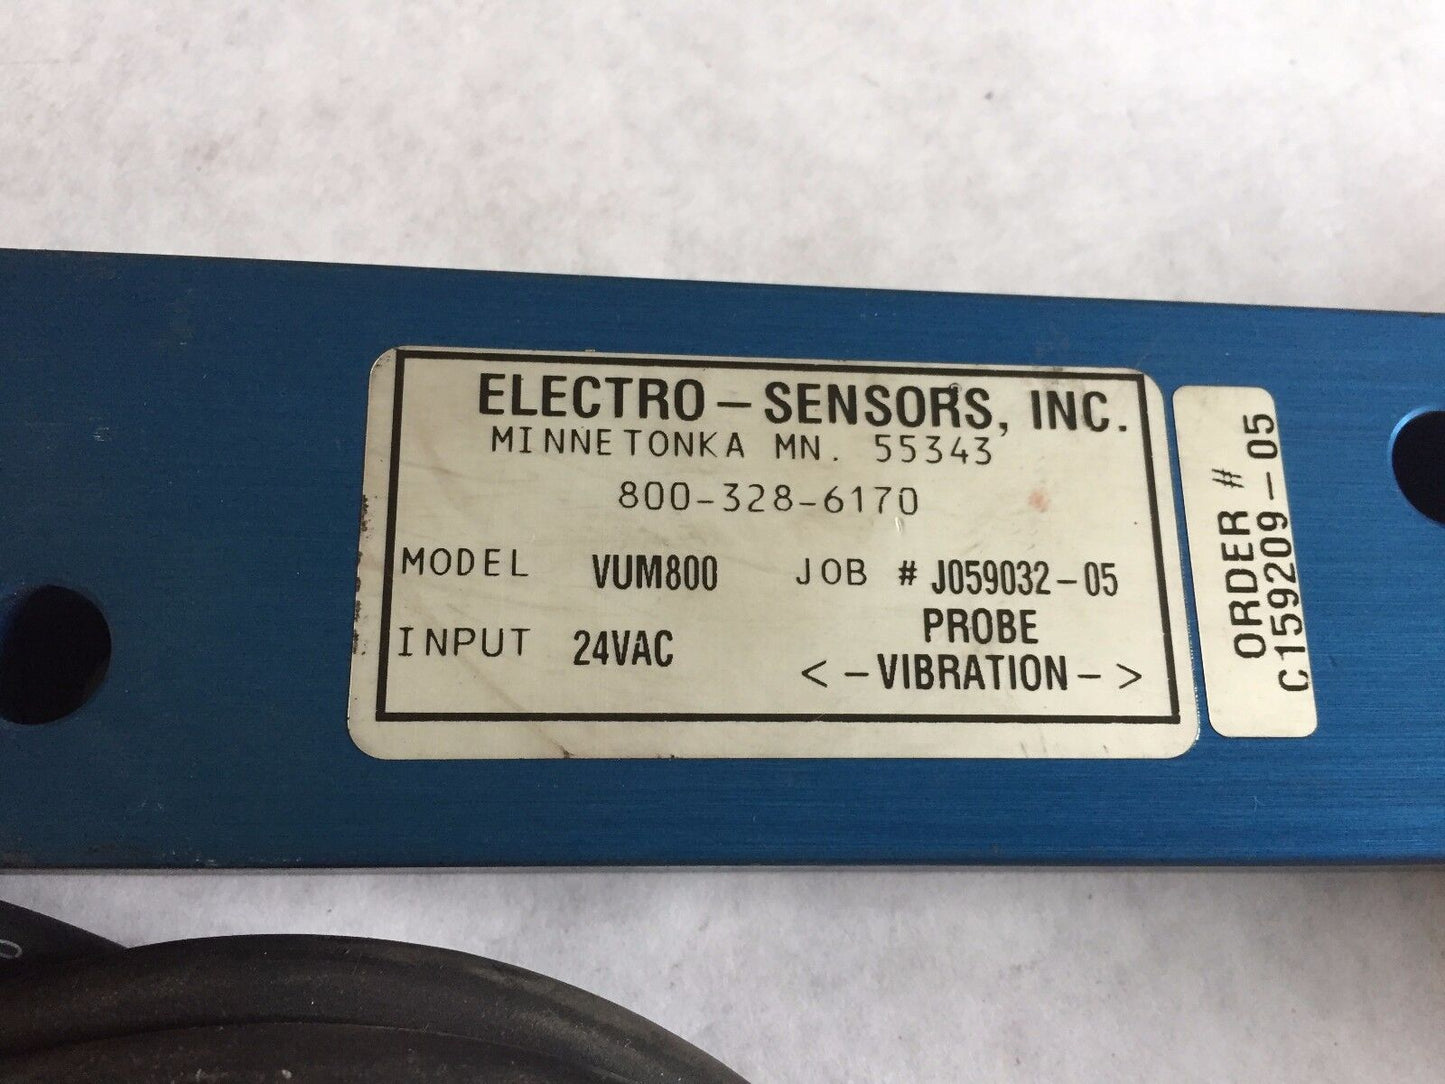 ELECTRO-SENSORS, INC.
MINNETONKA MN. 55343
800-328-6170
MODEL VUM800 JOB # J059032-05
INPUT 24VAC PROBE
<-VIBRATION->
ORDER #
C159209-05